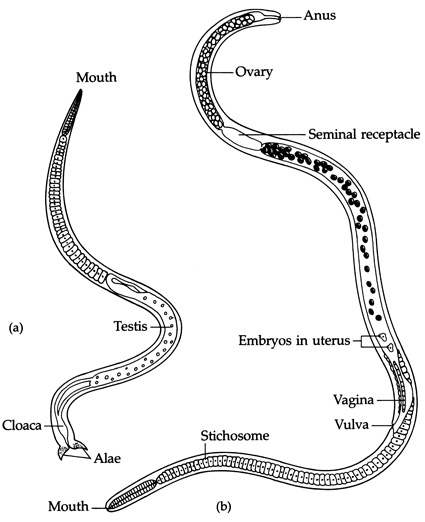 Anus
Mouth
Ovary
Seminal receptacle
(a)
Testis
Embryos in uterus
Vagina
Vulva
Cloaca
Stichosome
Alae
Mouth
(b)